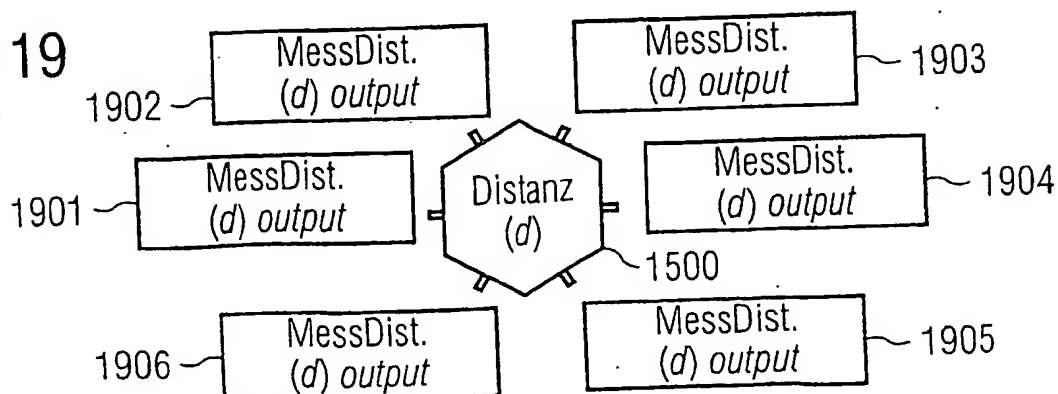 19
1902
MessDist.
(d) output
MessDist.
(d) output
1903
1901
MessDist.
(d) output
Distanz
(d)
MessDist.
(d) output
1904
1500
1906
MessDist.
(d) output
MessDist.
(d) output
1905